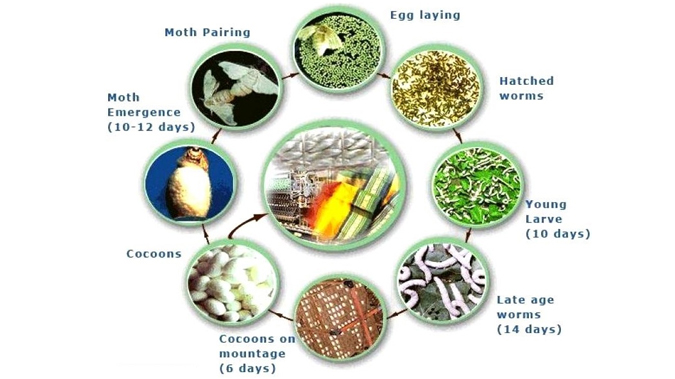 Egg laying
Hatched
worms
Young
Larve
(10 days)
Late age
worms
(14 days)
Cocoons on
mountage
(6 days)
Cocoons
Moth
Emergence
(10-12 days)
Moth Pairing